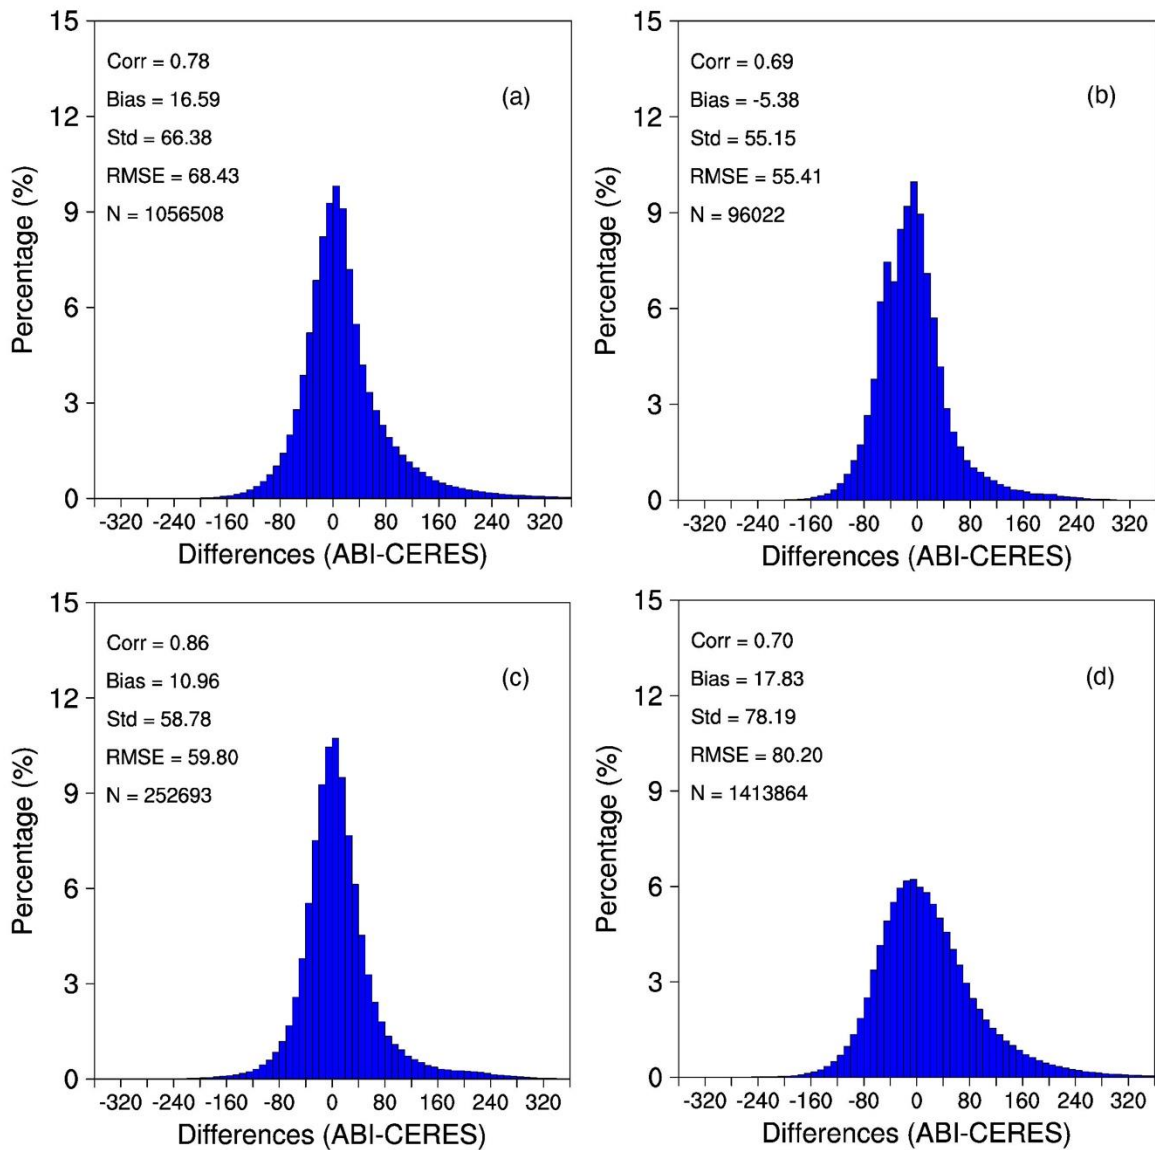 15
12
9
6
3
0
Percentage (%)
Corr = 0.78
Bias = 16.59
Std = 66.38
RMSE = 68.43
N = 1056508
(a)
-320 -240 -160 -80 0 80 160 240 320
Differences (ABI-CERES)
15
12
9
6
3
0
Percentage (%)
Corr = 0.69
Bias = -5.38
Std = 55.15
RMSE = 55.41
N = 96022
(b)
-320 -240 -160 -80 0 80 160 240 320
Differences (ABI-CERES)
15
12
9
6
3
0
Percentage (%)
Corr = 0.86
Bias = 10.96
Std = 58.78
RMSE = 59.80
N = 252693
(c)
-320 -240 -160 -80 0 80 160 240 320
Differences (ABI-CERES)
15
12
9
6
3
0
Percentage (%)
Corr = 0.70
Bias = 17.83
Std = 78.19
RMSE = 80.20
N = 1413864
(d)
-320 -240 -160 -80 0 80 160 240 320
Differences (ABI-CERES)